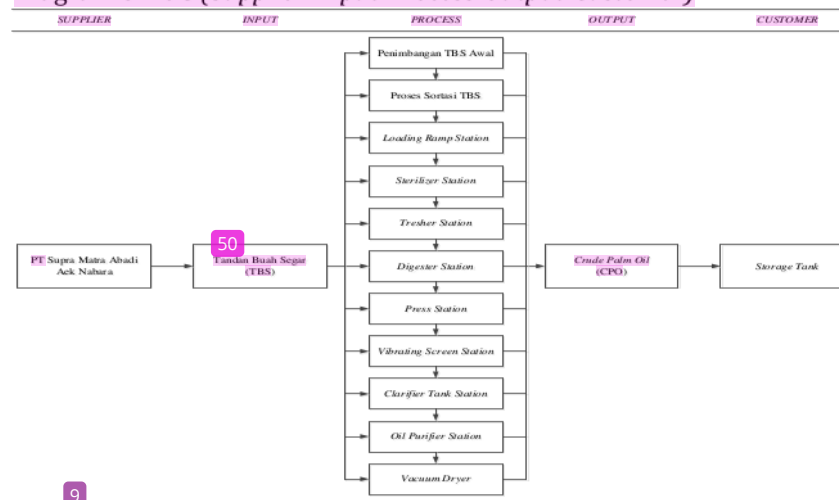 SUPPLIER INPUT PROCESS OUTPUT CUSTOMER
Penimbangan TBS Awal
Proses Sortasi TBS
Loading Ramp Station
Sterilizer Station
Tresher Station
50
PT Supra Matra Abadi
Aek Nabara
Tandan Buah Segar
(TBS)
Digester Station
Crude Palm Oil
(CPO)
Storage Tank
Press Station
Vibrating Screen Station
Clarifier Tank Station
Oil Purifier Station
Vacuum Dryer
9